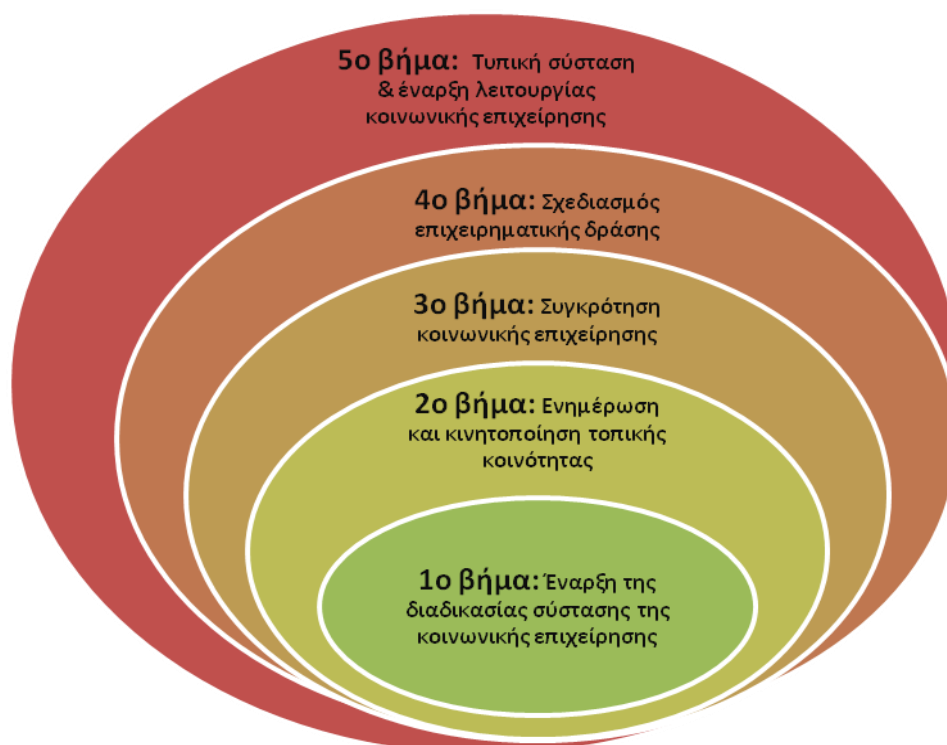 5ο βήμα: Τυπική σύσταση
& έναρξη λειτουργίας
κοινωνικής επιχείρησης
4ο βήμα: Σχεδιασμός
επιχειρηματικής δράσης
3ο βήμα: Συγκρότηση
κοινωνικής επιχείρησης
2ο βήμα: Ενημέρωση
και κινητοποίηση τοπικής
κοινότητας
1ο βήμα: Έναρξη της
διαδικασίας σύστασης της
κοινωνικής επιχείρησης